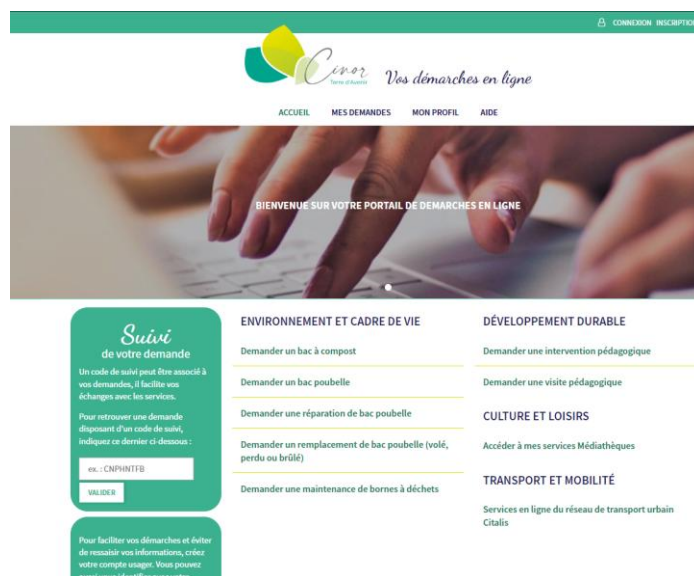 CONNEXION INSCRIPTION
Cinor
Terre d'Avenir
Vos démarches en ligne
ACCUEIL MES DEMANDES MON PROFIL AIDE
BIENVENUE SUR VOTRE PORTAIL DE DEMARCHES EN LIGNE
Suivi
de votre demande
Un code de suivi peut être associé à
vos demandes, il facilite vos
échanges avec les services.
Pour retrouver une demande
disposant d'un code de suivi,
indiquez ce dernier ci-dessous :
ex. : CNPHNTFB
VALIDER
Pour faciliter vos démarches et éviter
de ressaisir vos informations, créez
votre compte usager. Vous pouvez
ENVIRONNEMENT ET CADRE DE VIE
Demander un bac à compost
Demander un bac poubelle
Demander une réparation de bac poubelle
Demander un remplacement de bac poubelle (volé,
perdu ou brûlé)
Demander une maintenance de bornes à déchets
DÉVELOPPEMENT DURABLE
Demander une intervention pédagogique
Demander une visite pédagogique
CULTURE ET LOISIRS
Accéder à mes services Médiathèques
TRANSPORT ET MOBILITÉ
Services en ligne du réseau de transport urbain
Citalis